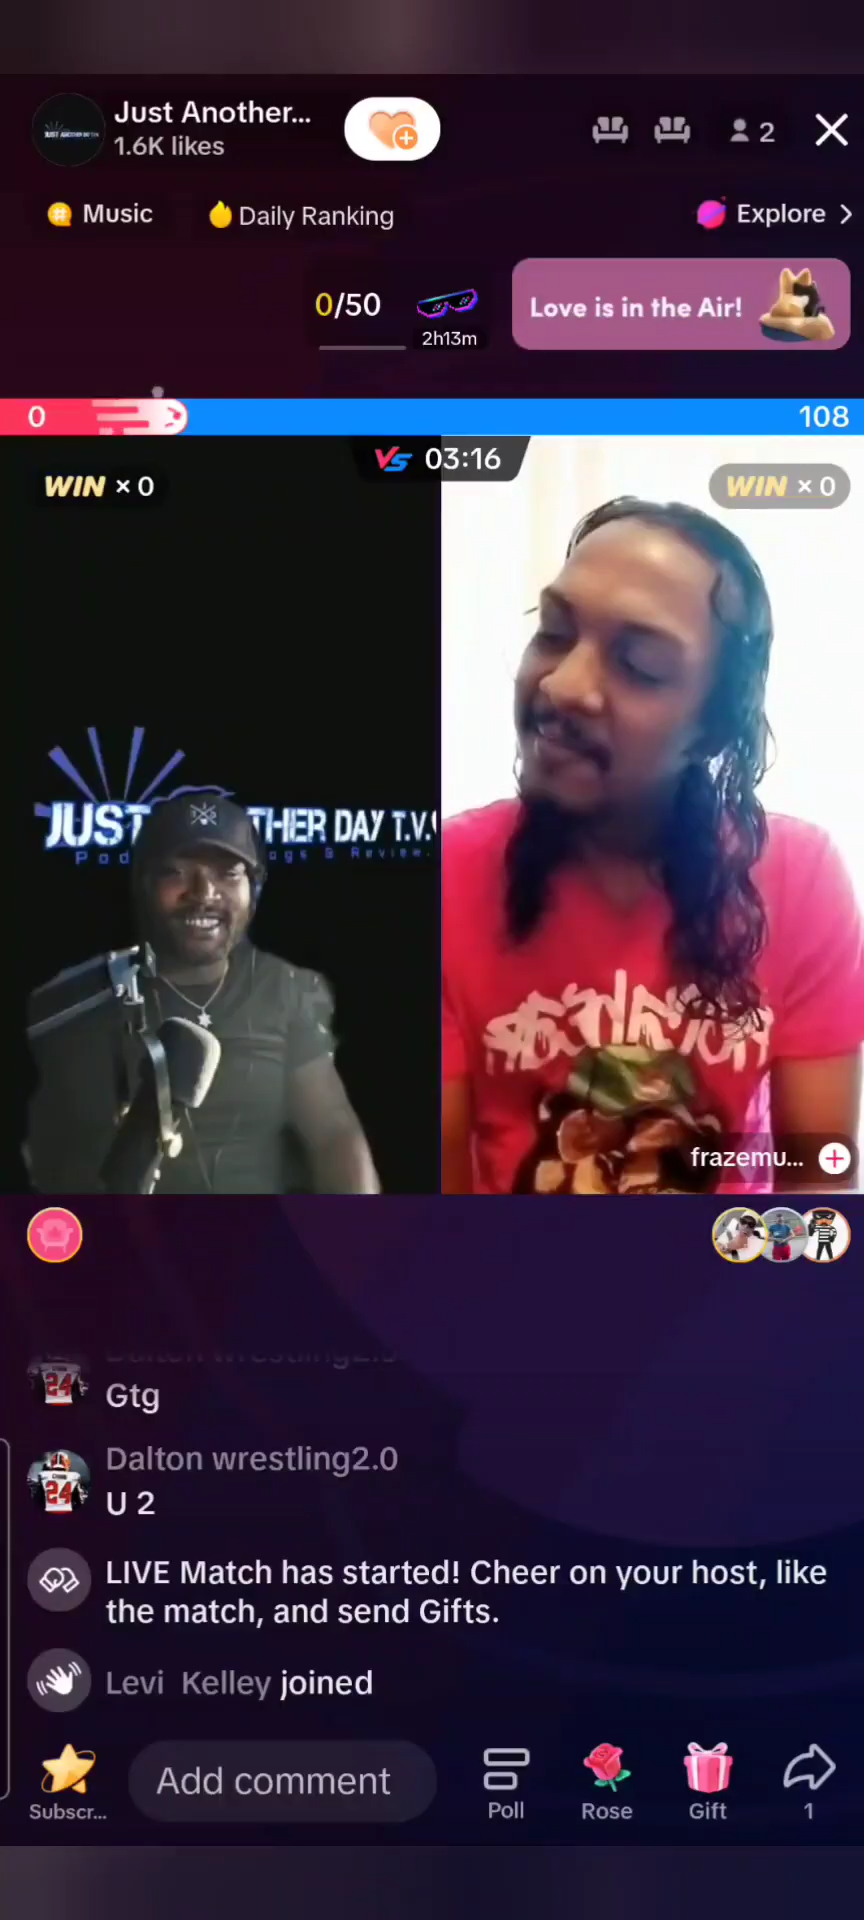 Just Another...
1.6K likes
2
Music
Daily Ranking
Explore
0/50
2h13m
Love is in the Air!
0
108
VS 03:16
WIN × 0
WIN × 0
JUST THER DAY T.V.
frazemu...
Gtg
Dalton wrestling2.0
U 2
LIVE Match has started! Cheer on your host, like
the match, and send Gifts.
Levi Kelley joined
Subscr...
Add comment
Poll
Rose
Gift
1